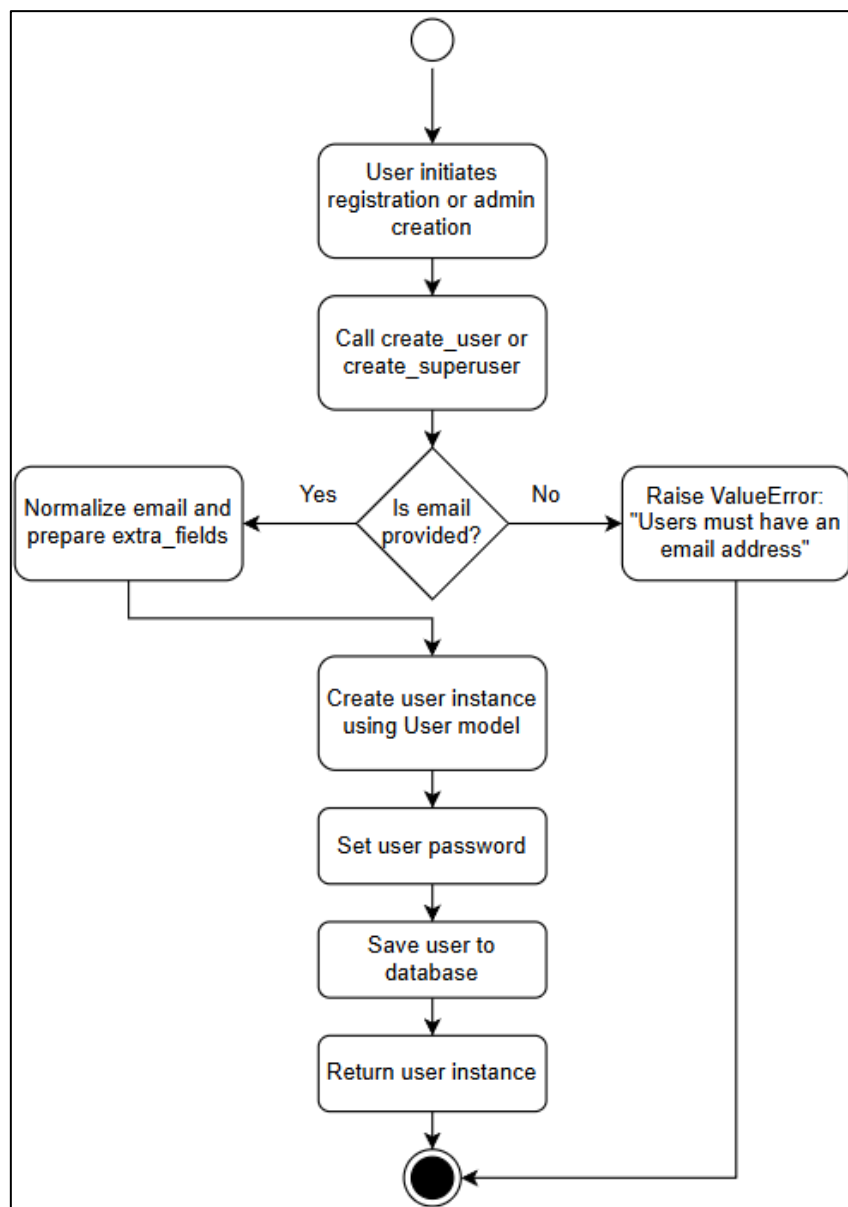 User initiates
registration or admin
creation
Call create_user or
create_superuser
Is email
provided?
Yes
No
Normalize email and
prepare extra_fields
Raise ValueError:
"Users must have an
email address"
Create user instance
using User model
Set user password
Save user to
database
Return user instance